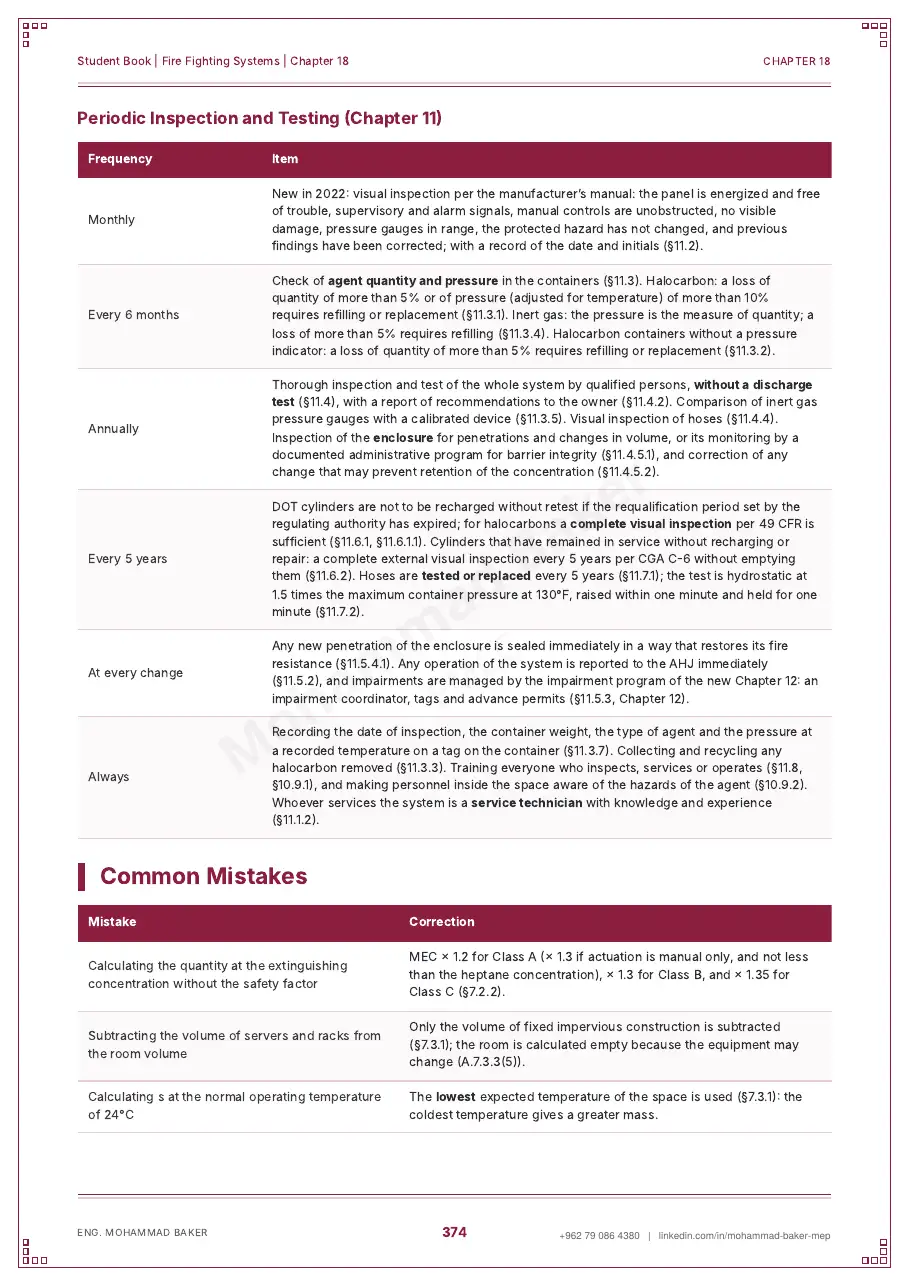 Student Book | Fire Fighting Systems | Chapter 18
CHAPTER 18
Periodic Inspection and Testing (Chapter 11)
Frequency
Item
Monthly
New in 2022: visual inspection per the manufacturer’s manual: the panel is energized and free
of trouble, supervisory and alarm signals, manual controls are unobstructed, no visible
damage, pressure gauges in range, the protected hazard has not changed, and previous
findings have been corrected; with a record of the date and initials (§11.2).
Every 6 months
Check of agent quantity and pressure in the containers (§11.3). Halocarbon: a loss of
quantity of more than 5% or of pressure (adjusted for temperature) of more than 10%
requires refilling or replacement (§11.3.1). Inert gas: the pressure is the measure of quantity; a
loss of more than 5% requires refilling (§11.3.4). Halocarbon containers without a pressure
indicator: a loss of quantity of more than 5% requires refilling or replacement (§11.3.2).
Annually
Thorough inspection and test of the whole system by qualified persons, without a discharge
test (§11.4), with a report of recommendations to the owner (§11.4.2). Comparison of inert gas
pressure gauges with a calibrated device (§11.3.5). Visual inspection of hoses (§11.4.4).
Inspection of the enclosure for penetrations and changes in volume, or its monitoring by a
documented administrative program for barrier integrity (§11.4.5.1), and correction of any
change that may prevent retention of the concentration (§11.4.5.2).
Every 5 years
DOT cylinders are not to be recharged without retest if the requalification period set by the
regulating authority has expired; for halocarbons a complete visual inspection per 49 CFR is
sufficient (§11.6.1, §11.6.1.1). Cylinders that have remained in service without recharging or
repair: a complete external visual inspection every 5 years per CGA C-6 without emptying
them (§11.6.2). Hoses are tested or replaced every 5 years (§11.7.1); the test is hydrostatic at
1.5 times the maximum container pressure at 130°F, raised within one minute and held for one
minute (§11.7.2).
At every change
Any new penetration of the enclosure is sealed immediately in a way that restores its fire
resistance (§11.5.4.1). Any operation of the system is reported to the AHJ immediately
(§11.5.2), and impairments are managed by the impairment program of the new Chapter 12: an
impairment coordinator, tags and advance permits (§11.5.3, Chapter 12).
Always
Recording the date of inspection, the container weight, the type of agent and the pressure at
a recorded temperature on a tag on the container (§11.3.7). Collecting and recycling any
halocarbon removed (§11.3.3). Training everyone who inspects, services or operates (§11.8,
§10.9.1), and making personnel inside the space aware of the hazards of the agent (§10.9.2).
Whoever services the system is a service technician with knowledge and experience
(§11.1.2).
Common Mistakes
Mistake
Correction
Calculating the quantity at the extinguishing
concentration without the safety factor
MEC × 1.2 for Class A (× 1.3 if actuation is manual only, and not less
than the heptane concentration), × 1.3 for Class B, and × 1.35 for
Class C (§7.2.2).
Subtracting the volume of servers and racks from
the room volume
Only the volume of fixed impervious construction is subtracted
(§7.3.1); the room is calculated empty because the equipment may
change (A.7.3.3(5)).
Calculating s at the normal operating temperature
of 24°C
The lowest expected temperature of the space is used (§7.3.1): the
coldest temperature gives a greater mass.
ENG. MOHAMMAD BAKER
374
+962 79 086 4380 | linkedin.com/in/mohammad-baker-mep